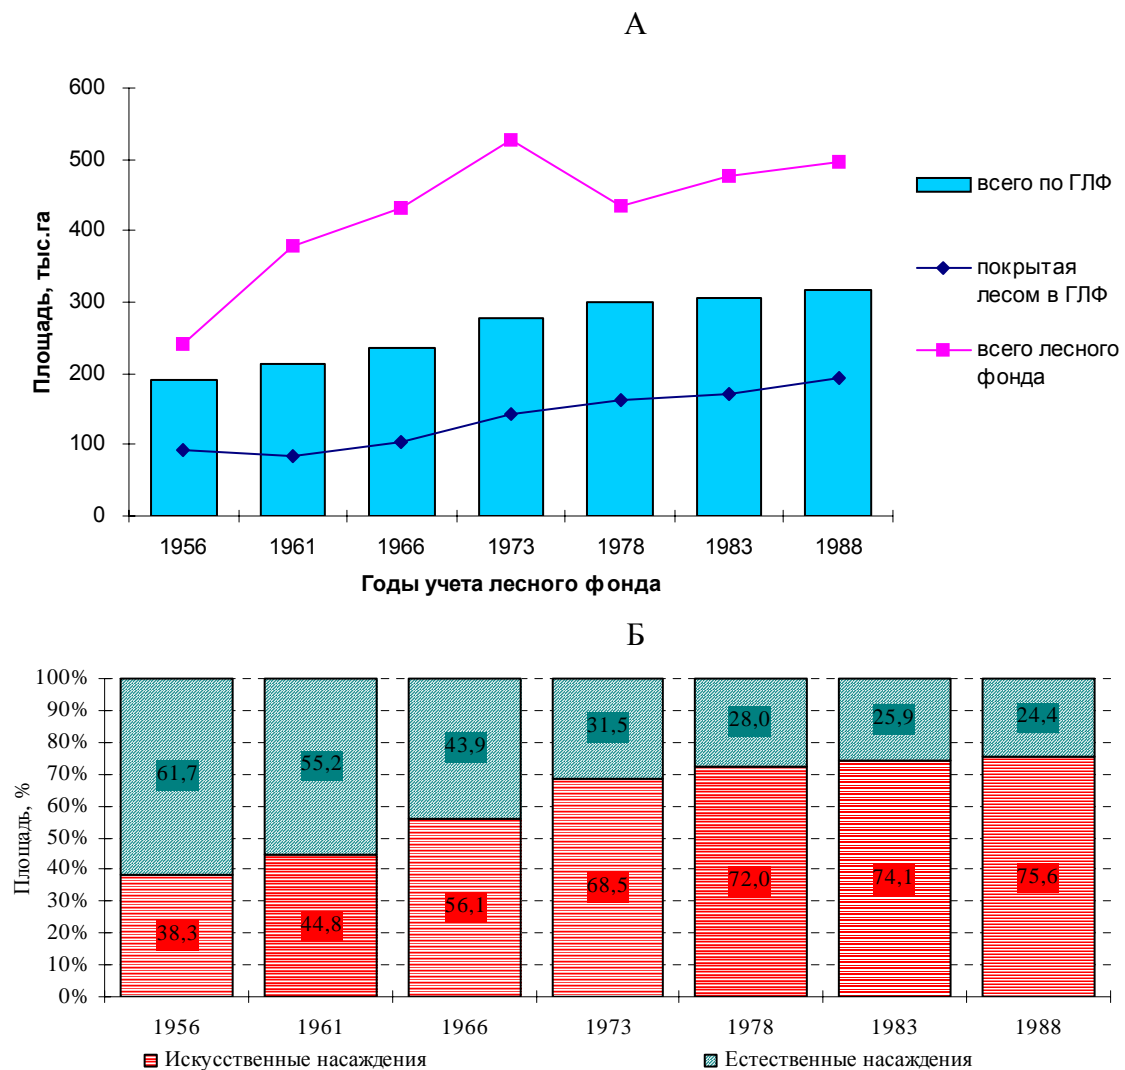 А
600
500
400
300
200
100
0
Площадь, тыс.га
1956 1961 1966 1973 1978 1983 1988
Годы учета лесного фонда
всего по ГЛФ
покрытая
лесом в ГЛФ
всего лесного
фонда
Б
100%
90%
80%
70%
60%
50%
40%
30%
20%
10%
0%
Площадь, %
61,7 55,2 43,9 31,5 28,0 25,9 24,4
38,3 44,8 56,1 68,5 72,0 74,1 75,6
1956 1961 1966 1973 1978 1983 1988
Искусственные насаждения Естественные насаждения